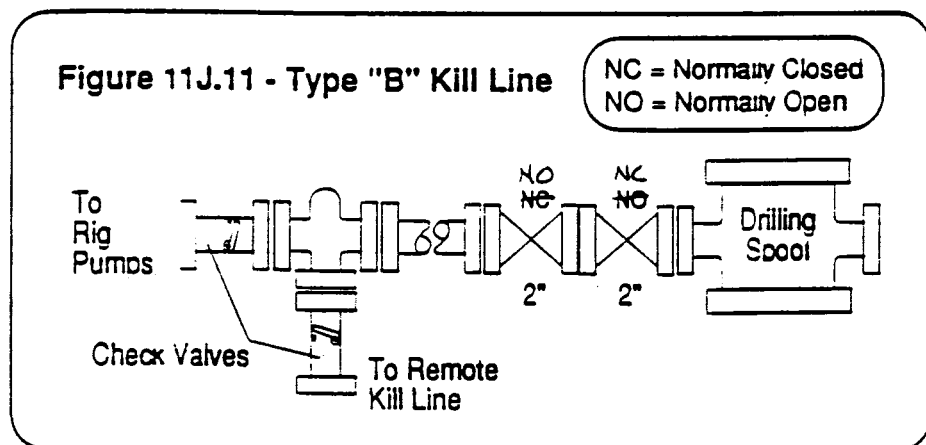 Figure 11J.11 - Type "B" Kill Line
NC = Normally Closed
NO = Normally Open
NO NC
NC NO
To
Rig
Pumps
Drilling
Spool
2" 2"
Check Valves
To Remote
Kill Line